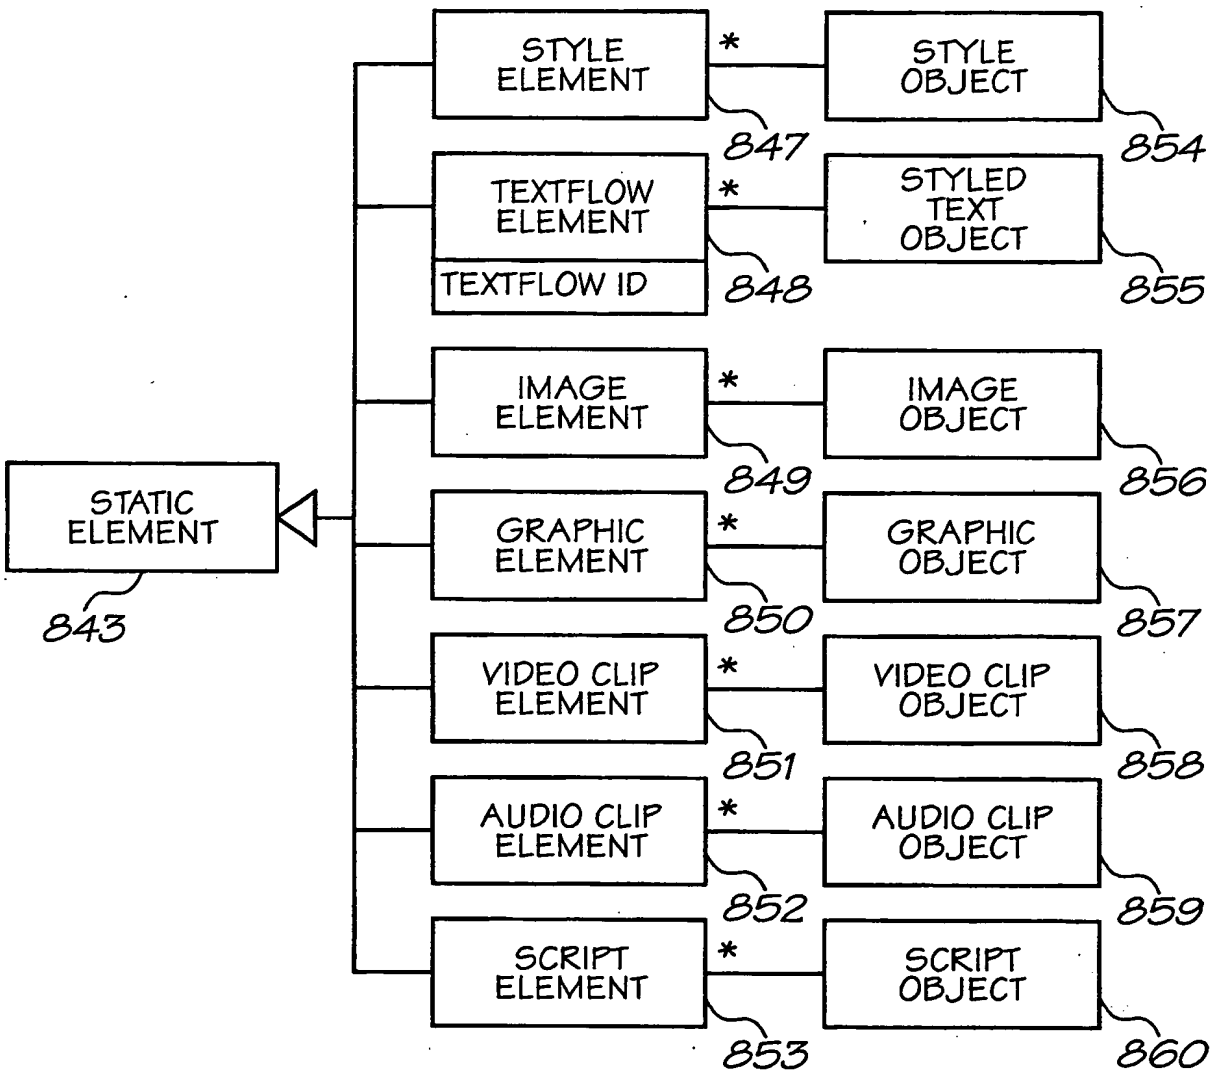 STYLE
ELEMENT
*
STYLE
OBJECT
847
854
TEXTFLOW
ELEMENT
TEXTFLOW ID
*
STYLED
TEXT
OBJECT
848
855
IMAGE
ELEMENT
*
IMAGE
OBJECT
849
856
STATIC
ELEMENT
843
GRAPHIC
ELEMENT
*
GRAPHIC
OBJECT
850
857
VIDEO CLIP
ELEMENT
*
VIDEO CLIP
OBJECT
851
858
AUDIO CLIP
ELEMENT
*
AUDIO CLIP
OBJECT
852
859
SCRIPT
ELEMENT
*
SCRIPT
OBJECT
853
860